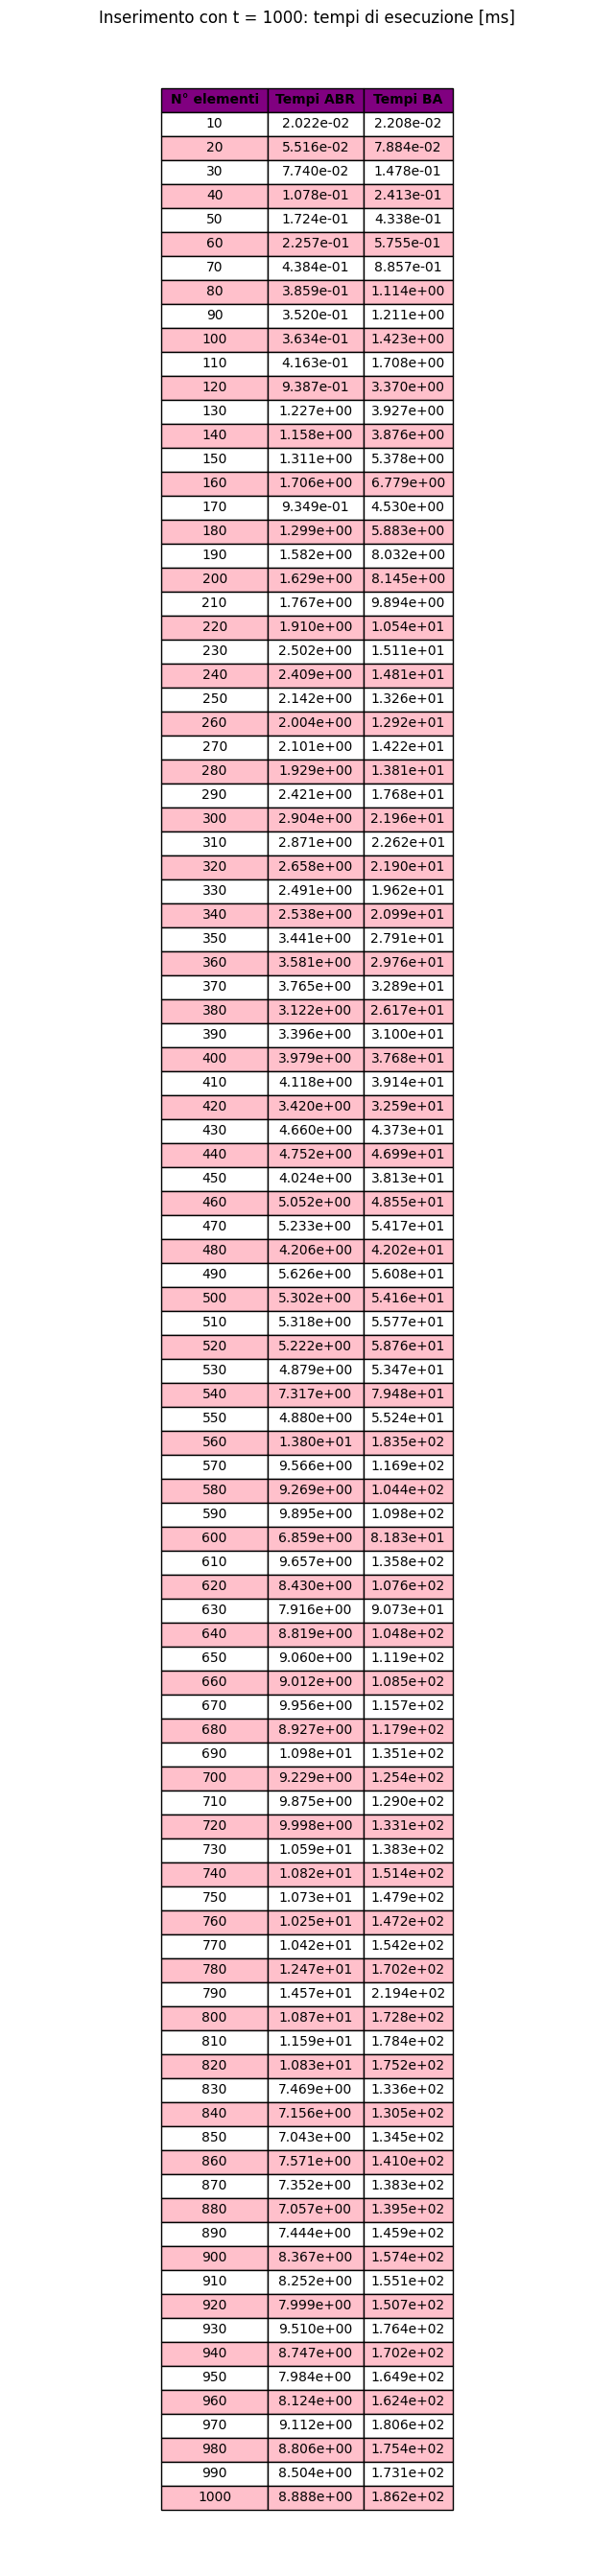 Inserimento con t = 1000: tempi di esecuzione [ms]
N° elementi Tempi ABR Tempi BA
10 2.022e-02 2.208e-02
20 5.516e-02 7.884e-02
30 7.740e-02 1.478e-01
40 1.078e-01 2.413e-01
50 1.724e-01 4.338e-01
60 2.257e-01 5.755e-01
70 4.384e-01 8.857e-01
80 3.859e-01 1.114e+00
90 3.520e-01 1.211e+00
100 3.634e-01 1.423e+00
110 4.163e-01 1.708e+00
120 9.387e-01 3.370e+00
130 1.227e+00 3.927e+00
140 1.158e+00 3.876e+00
150 1.311e+00 5.378e+00
160 1.706e+00 6.779e+00
170 9.349e-01 4.530e+00
180 1.299e+00 5.883e+00
190 1.582e+00 8.032e+00
200 1.629e+00 8.145e+00
210 1.767e+00 9.894e+00
220 1.910e+00 1.054e+01
230 2.502e+00 1.511e+01
240 2.409e+00 1.481e+01
250 2.142e+00 1.326e+01
260 2.004e+00 1.292e+01
270 2.101e+00 1.422e+01
280 1.929e+00 1.381e+01
290 2.421e+00 1.768e+01
300 2.904e+00 2.196e+01
310 2.871e+00 2.262e+01
320 2.658e+00 2.190e+01
330 2.491e+00 1.962e+01
340 2.538e+00 2.099e+01
350 3.441e+00 2.791e+01
360 3.581e+00 2.976e+01
370 3.765e+00 3.289e+01
380 3.122e+00 2.617e+01
390 3.396e+00 3.100e+01
400 3.979e+00 3.768e+01
410 4.118e+00 3.914e+01
420 3.420e+00 3.259e+01
430 4.660e+00 4.373e+01
440 4.752e+00 4.699e+01
450 4.024e+00 3.813e+01
460 5.052e+00 4.855e+01
470 5.233e+00 5.417e+01
480 4.206e+00 4.202e+01
490 5.626e+00 5.608e+01
500 5.302e+00 5.416e+01
510 5.318e+00 5.577e+01
520 5.222e+00 5.876e+01
530 4.879e+00 5.347e+01
540 7.317e+00 7.948e+01
550 4.880e+00 5.524e+01
560 1.380e+01 1.835e+02
570 9.566e+00 1.169e+02
580 9.269e+00 1.044e+02
590 9.895e+00 1.098e+02
600 6.859e+00 8.183e+01
610 9.657e+00 1.358e+02
620 8.430e+00 1.076e+02
630 7.916e+00 9.073e+01
640 8.819e+00 1.048e+02
650 9.060e+00 1.119e+02
660 9.012e+00 1.085e+02
670 9.956e+00 1.157e+02
680 8.927e+00 1.179e+02
690 1.098e+01 1.351e+02
700 9.229e+00 1.254e+02
710 9.875e+00 1.290e+02
720 9.998e+00 1.331e+02
730 1.059e+01 1.383e+02
740 1.082e+01 1.514e+02
750 1.073e+01 1.479e+02
760 1.025e+01 1.472e+02
770 1.042e+01 1.542e+02
780 1.247e+01 1.702e+02
790 1.457e+01 2.194e+02
800 1.087e+01 1.728e+02
810 1.159e+01 1.784e+02
820 1.083e+01 1.752e+02
830 7.469e+00 1.336e+02
840 7.156e+00 1.305e+02
850 7.043e+00 1.345e+02
860 7.571e+00 1.410e+02
870 7.352e+00 1.383e+02
880 7.057e+00 1.395e+02
890 7.444e+00 1.459e+02
900 8.367e+00 1.574e+02
910 8.252e+00 1.551e+02
920 7.999e+00 1.507e+02
930 9.510e+00 1.764e+02
940 8.747e+00 1.702e+02
950 7.984e+00 1.649e+02
960 8.124e+00 1.624e+02
970 9.112e+00 1.806e+02
980 8.806e+00 1.754e+02
990 8.504e+00 1.731e+02
1000 8.888e+00 1.862e+02